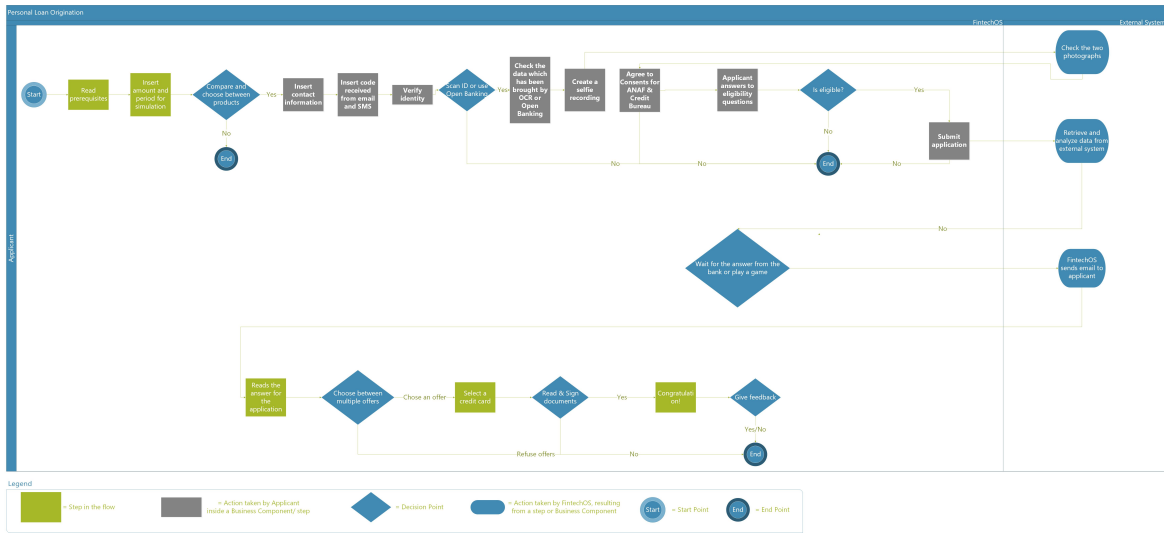 Personal Loan Origination
FintechOS
External System
Applicant
Start
Read
prerequisites
Insert
amount and
period for
simulation
Compare and
choose between
products
Yes
No
End
Insert
contact
information
Insert code
received
from email
and SMS
Verify
identity
Scan ID or use
Open Banking
Yes
No
Check the
data which
has been
brought by
OCR or
Open
Banking
Create a
selfie
recording
Agree to
Consents for
ANAF &
Credit
Bureau
No
Applicant
answers to
eligibility
questions
Is eligible?
Yes
No
End
Submit
application
No
Check the two
photographs
Retrieve and
analyze data from
external system
No
Wait for the answer from the
bank or play a game
FintechOS
sends email to
applicant
Reads the
answer for
the
application
Choose between
multiple offers
Chose an offer
Refuse offers
Select a
credit card
Read & Sign
documents
Yes
No
Congratulati
on!
Give feedback
Yes/No
End
Legend
= Step in the flow
= Action taken by Applicant
inside a Business Component/ step
= Decision Point
= Action taken by FintechOS, resulting
from a step or Business Component
Start
= Start Point
End
= End Point